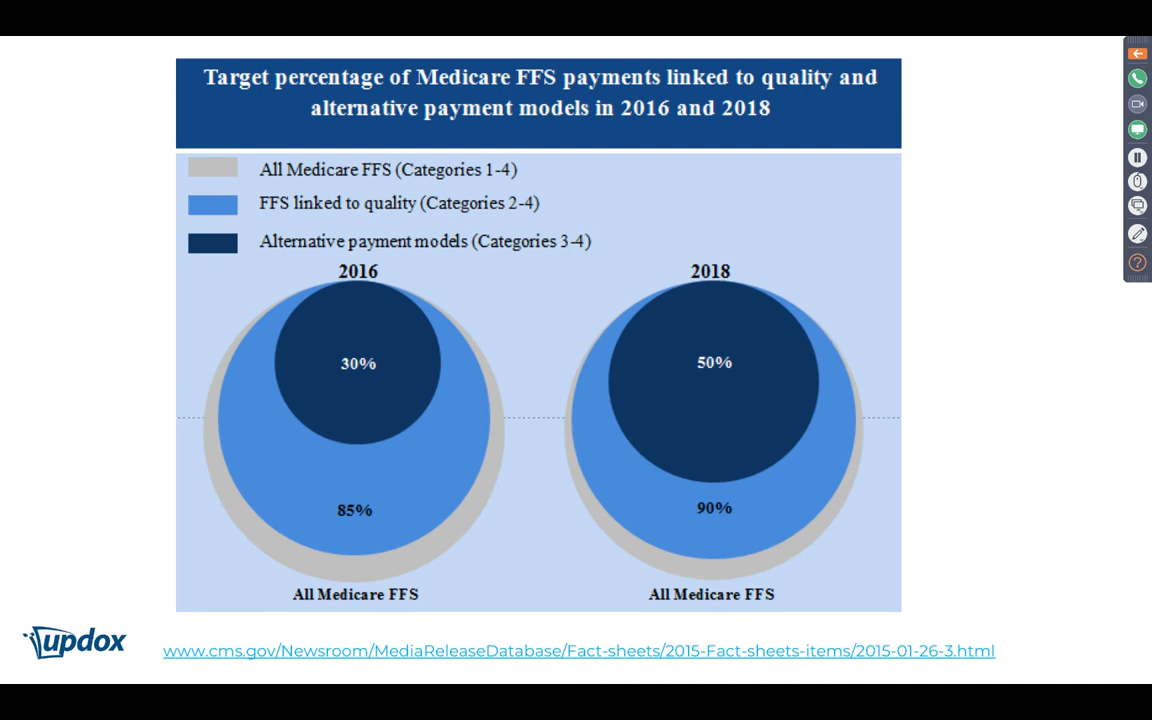 Target percentage of Medicare FFS payments linked to quality and
alternative payment models in 2016 and 2018
All Medicare FFS (Categories 1-4)
FFS linked to quality (Categories 2-4)
Alternative payment models (Categories 3-4)
2016
2018
30%
50%
85%
90%
All Medicare FFS
All Medicare FFS
updox
www.cms.gov/Newsroom/MediaReleaseDatabase/Fact-sheets/2015-Fact-sheets-items/2015-01-26-3.html
?